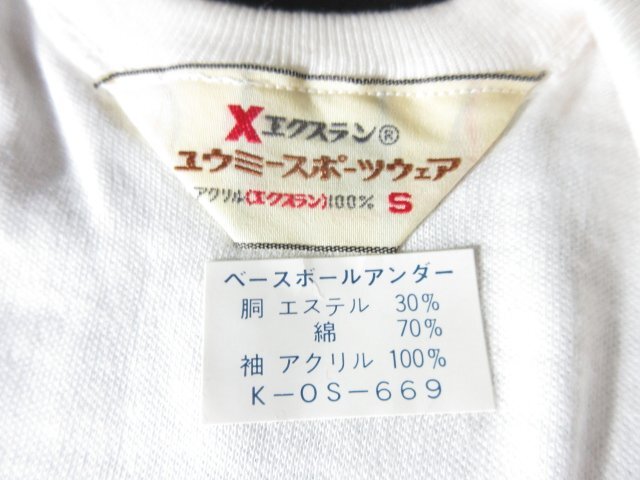 Xエクスラン®
ユウミースポーツウェア
アクリル(エクスラン)100% S
ベースボールアンダー
胴 エステル 30%
綿 70%
袖 アクリル 100%
K-OS-669